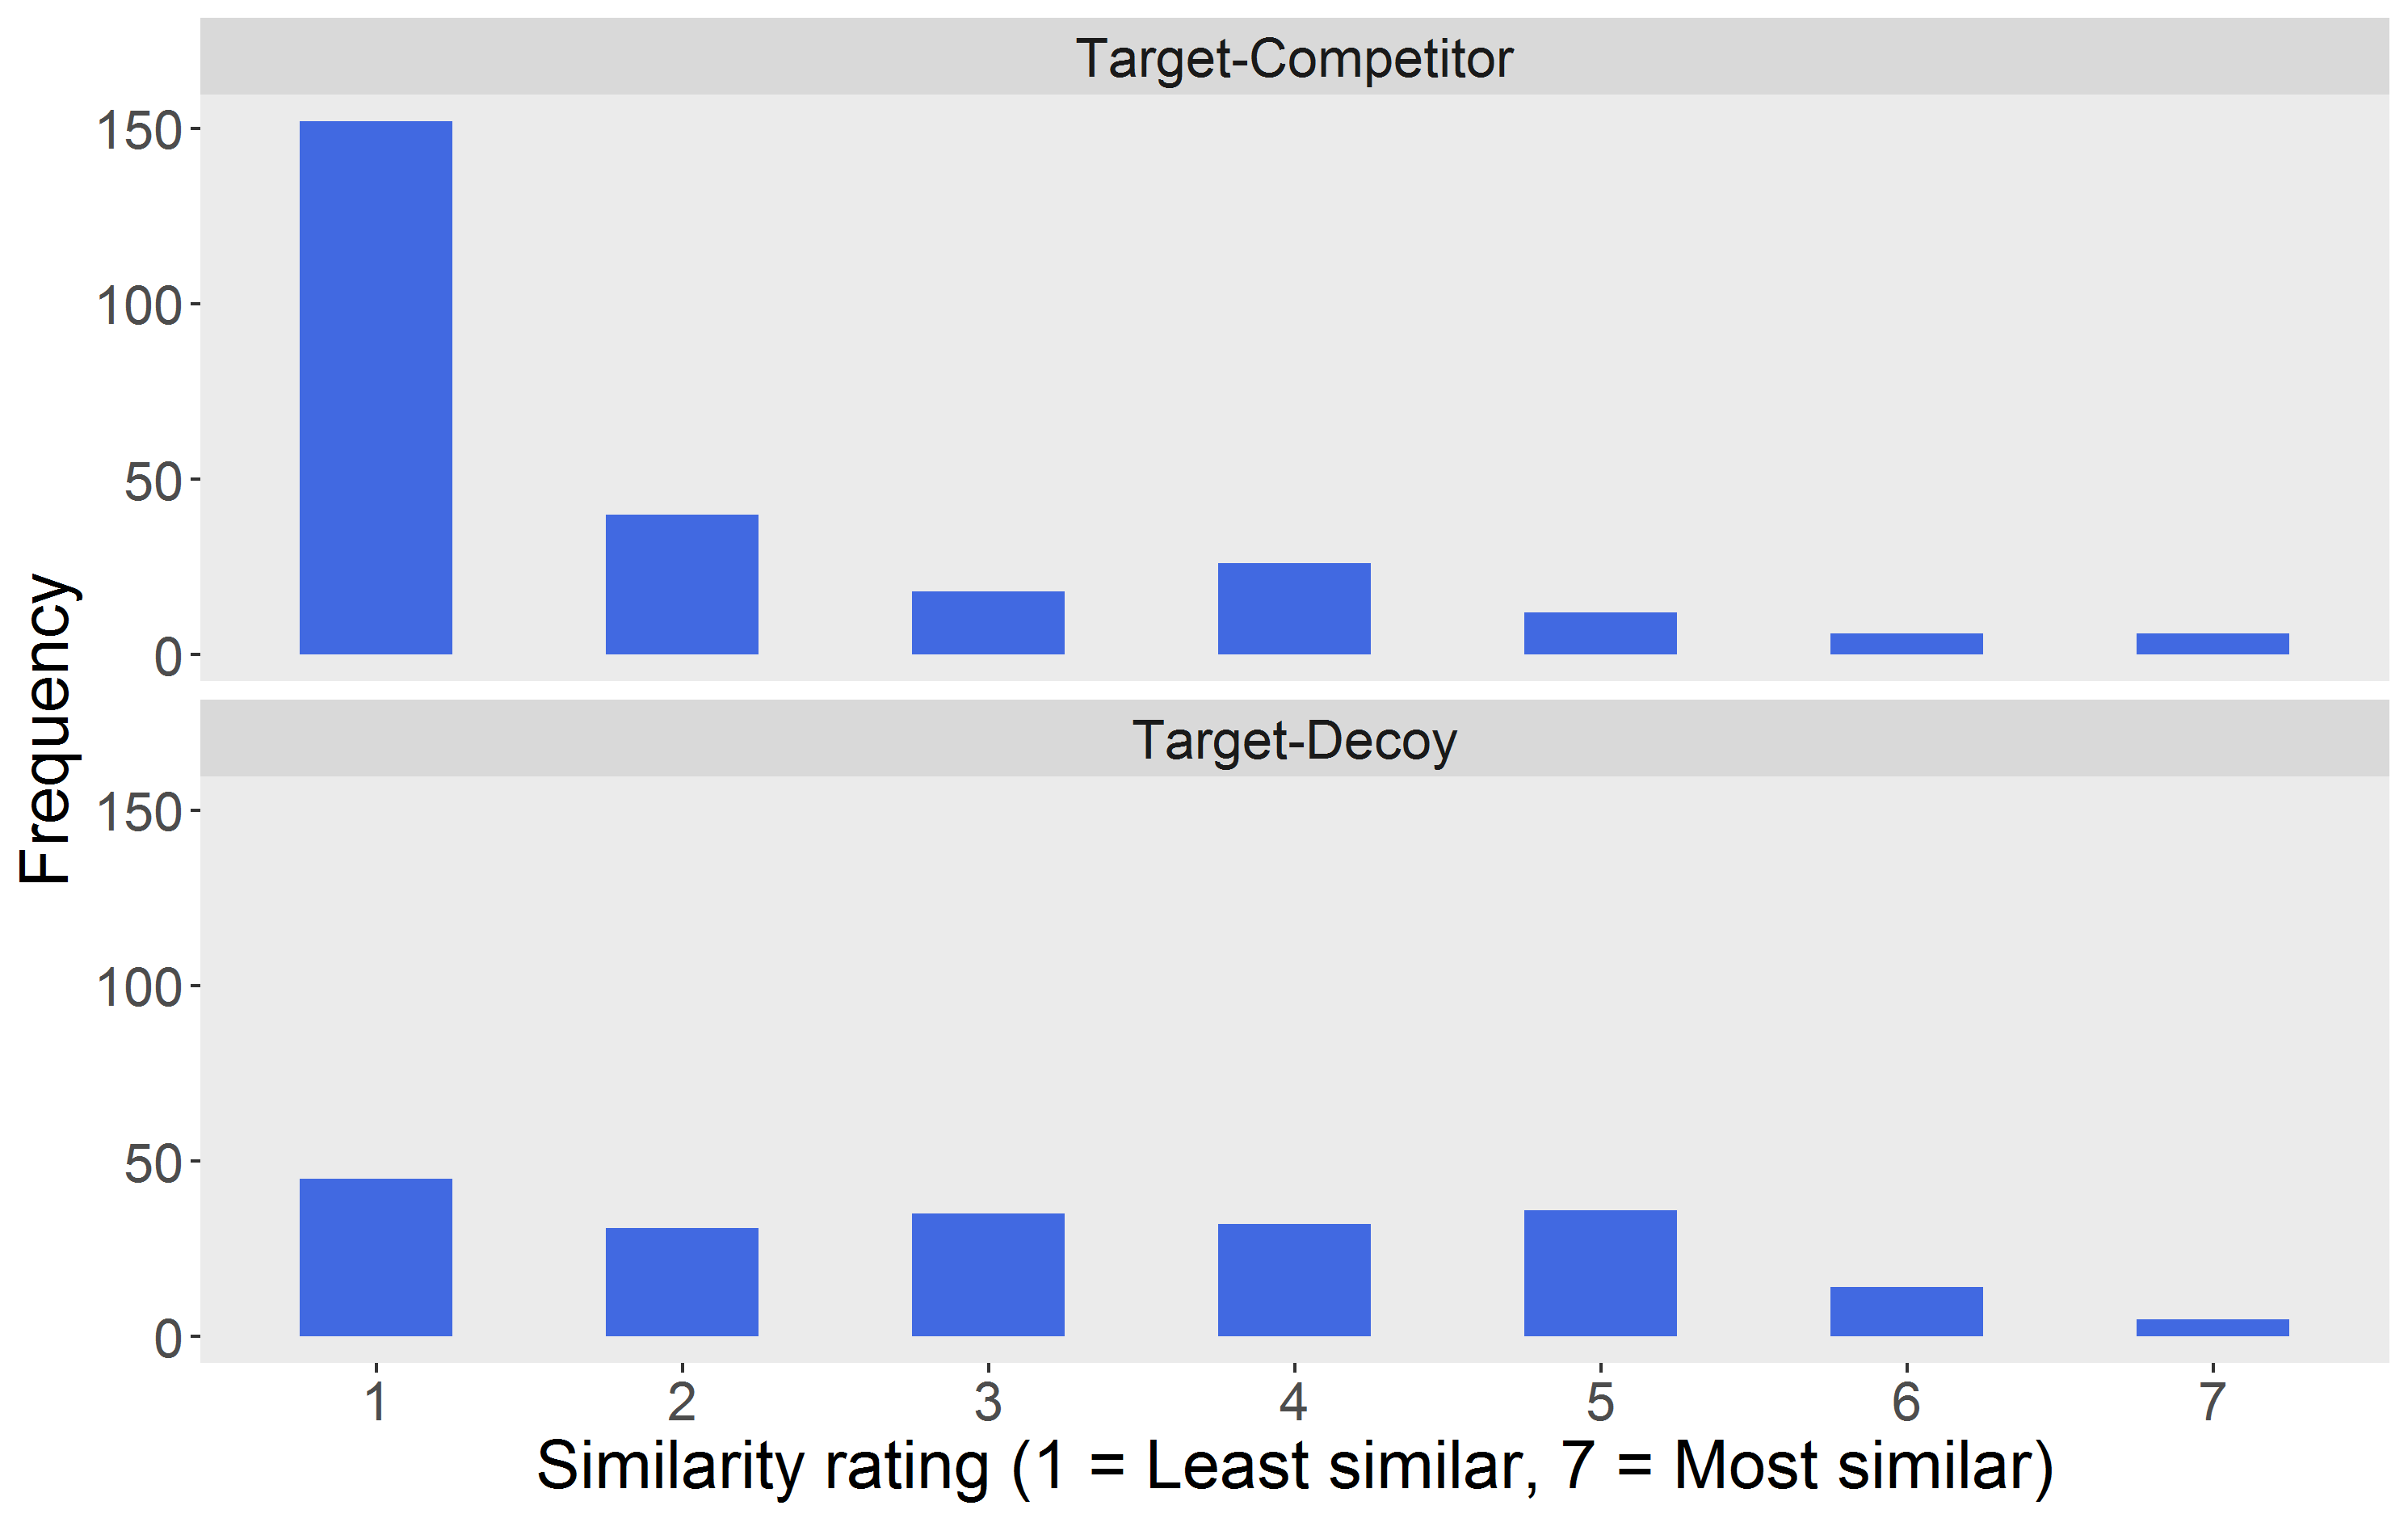 Target-Competitor
150
100
50
0
Frequency
Target-Decoy
150
100
50
0
1 2 3 4 5 6 7
Similarity rating (1 = Least similar, 7 = Most similar)